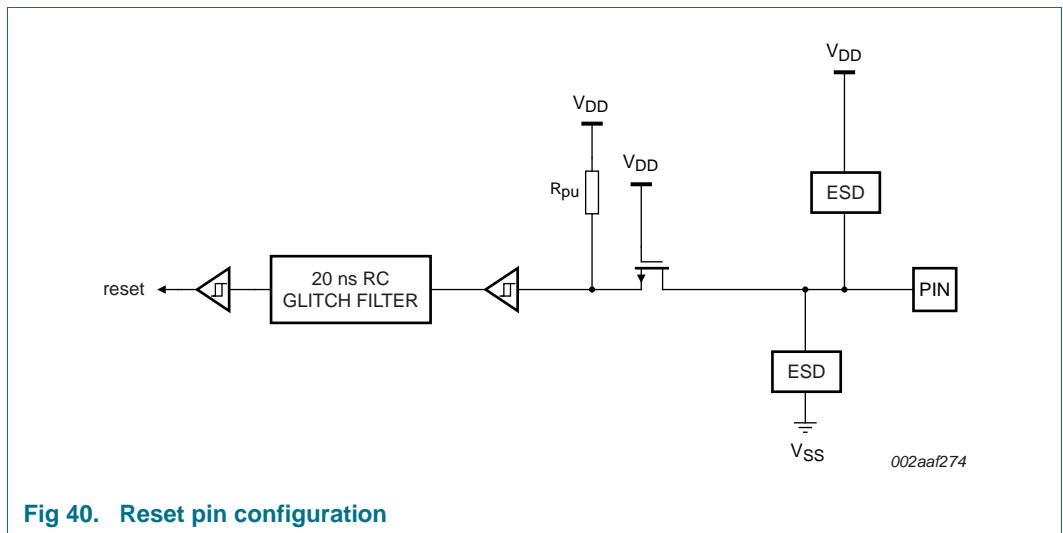 VDD
VDD
VDD
Rpu
ESD
reset
20 ns RC
GLITCH FILTER
PIN
ESD
VSS
002aaf274
Fig 40. Reset pin configuration